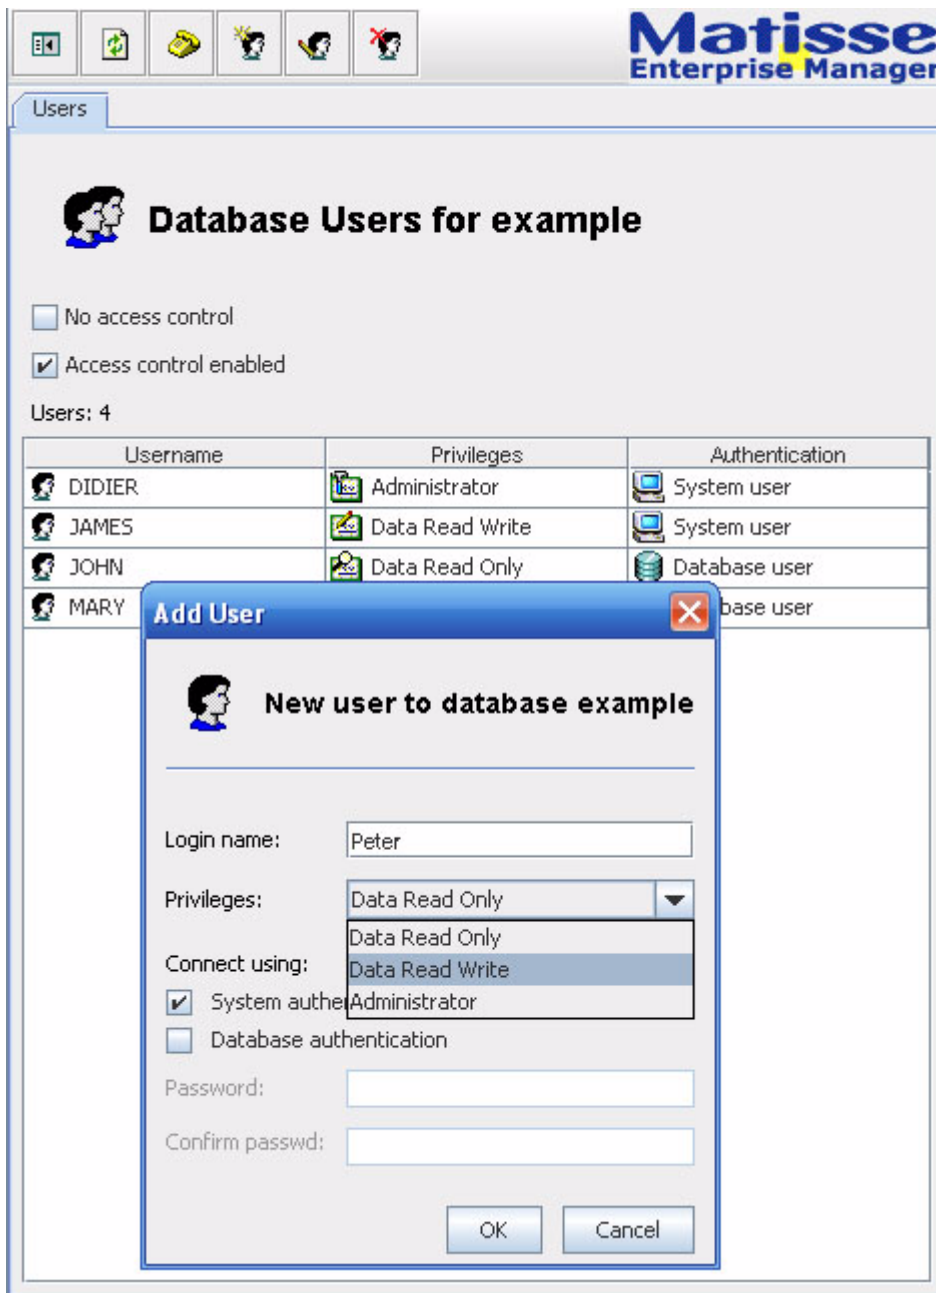 Matisse
Enterprise Manager
Users
Database Users for example
No access control
Access control enabled
Users: 4
Username Privileges Authentication
DIDIER Administrator System user
JAMES Data Read Write System user
JOHN Data Read Only Database user
MARY base user
Add User
New user to database example
Login name: Peter
Privileges: Data Read Only
Data Read Only
Connect using: Data Read Write
System authe Administrator
Database authentication
Password:
Confirm passwd:
OK Cancel